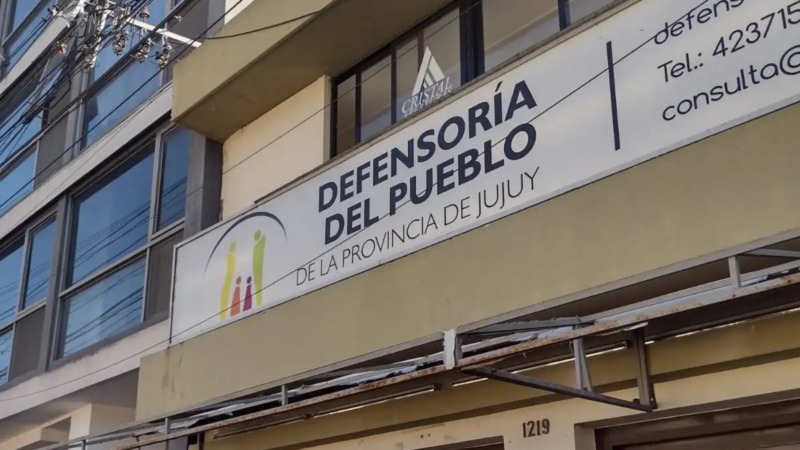 CRISTAL
DEFENSORÍA
DEL PUEBLO
DE LA PROVINCIA DE JUJUY
Tel.: 423715
consulta@
1219